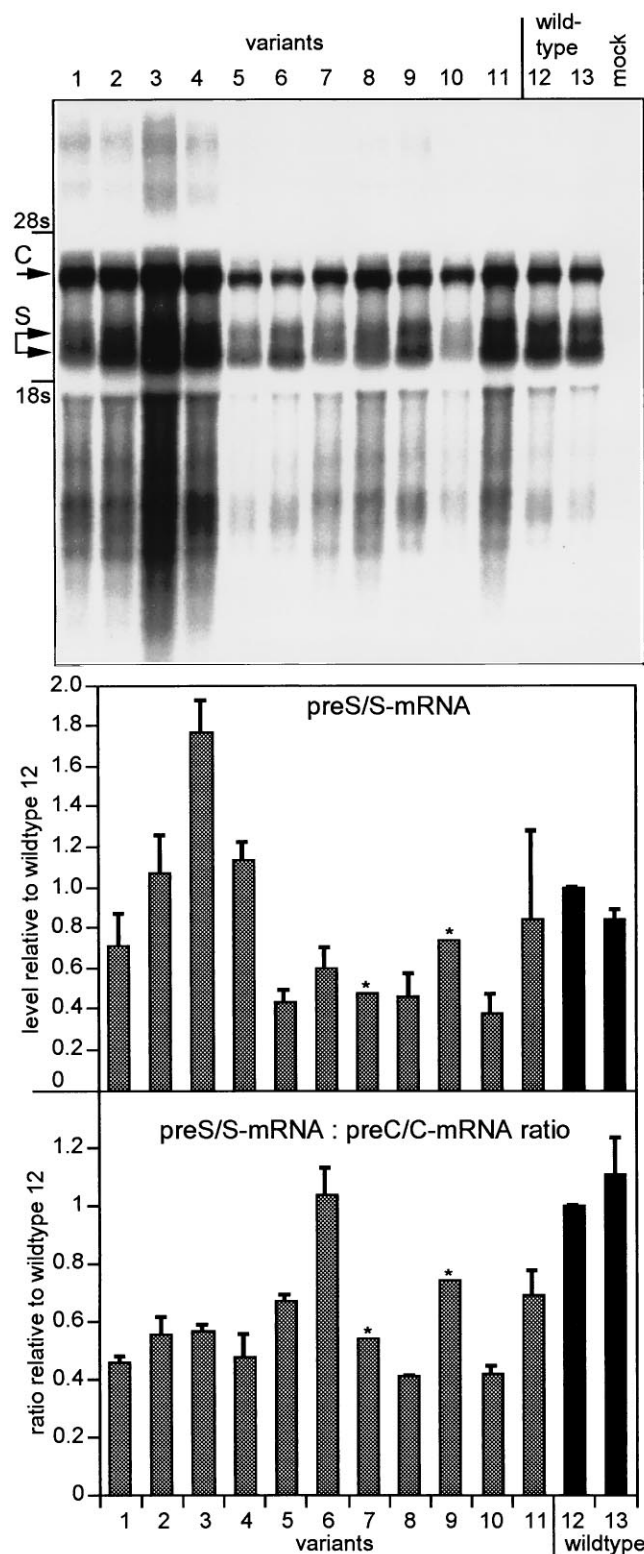 variants
wild-
type
mock
1 2 3 4 5 6 7 8 9 10 11 12 13
28s
C
S
18s
preS/S-mRNA
level relative to wildtype 12
2.0
1.8
1.6
1.4
1.2
1.0
0.8
0.6
0.4
0.2
0
* *
preS/S-mRNA : preC/C-mRNA ratio
ratio relative to wildtype 12
1.2
1
0.8
0.6
0.4
0.2
0
* *
1 2 3 4 5 6 7 8 9 10 11 12 13
variants wildtype